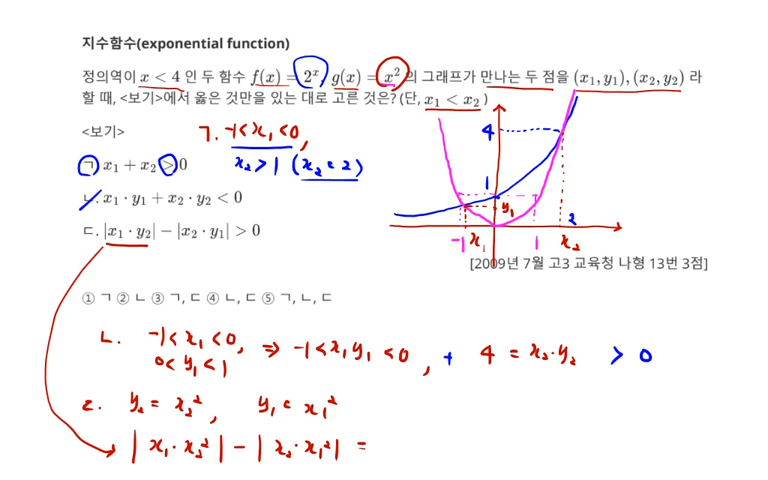 지수함수(exponential function)
정의역이 x < 4 인 두 함수 f(x) = 2^x, g(x) = x^2 의 그래프가 만나는 두 점을 (x_1, y_1), (x_2, y_2) 라
할 때, <보기>에서 옳은 것만을 있는 대로 고른 것은? (단, x_1 < x_2 )
<보기>
ㄱ. -1 < x_1 < 0,
x_2 > 1 ( x_2 = 2 )
ㄱ. x_1 + x_2 > 0
ㄴ. x_1 · y_1 + x_2 · y_2 < 0
ㄷ. |x_1 · y_2| − |x_2 · y_1| > 0
4
1
y_1
-1 x_1 1 x_2 2
[2009년 7월 고3 교육청 나형 13번 3점]
① ㄱ ② ㄴ ③ ㄱ, ㄷ ④ ㄴ, ㄷ ⑤ ㄱ, ㄴ, ㄷ
ㄴ. -1 < x_1 < 0, ⇒ -1 < x_1 y_1 < 0, + 4 = x_2 · y_2 > 0
0 < y_1 < 1
ㄷ. y_2 = x_2^2, y_1 = x_1^2
| x_1 · x_2^2 | − | x_2 · x_1^2 | =